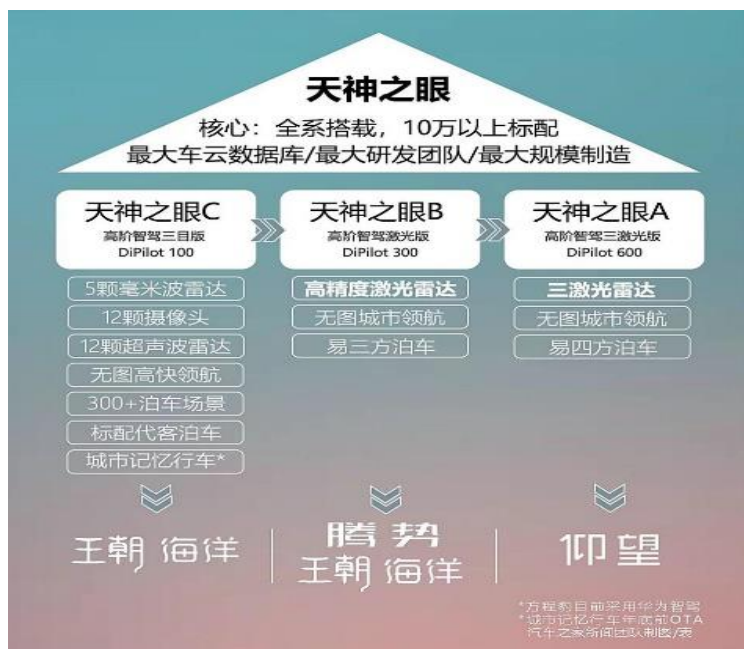 天神之眼
核心：全系搭载，10万以上标配
最大车云数据库/最大研发团队/最大规模制造
天神之眼C
高阶智驾三目版
DiPilot 100
5颗毫米波雷达
12颗摄像头
12颗超声波雷达
无图高快领航
300+泊车场景
标配代客泊车
城市记忆行车*
王朝 海洋
天神之眼B
高阶智驾激光版
DiPilot 300
高精度激光雷达
无图城市领航
易三方泊车
腾势
王朝 海洋
天神之眼A
高阶智驾三激光版
DiPilot 600
三激光雷达
无图城市领航
易四方泊车
仰望
*方程豹目前采用华为智驾
*城市记忆行车年底前OTA
汽车之家新闻团队制图/表